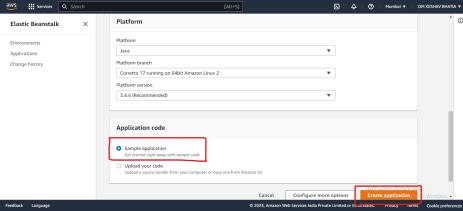 aws
Services
Search
[Alt+S]
Mumbai
OM KESHAV BHATIA
Elastic Beanstalk
Environments
Applications
Change history
Platform
Platform
Java
Platform branch
Corretto 17 running on 64bit Amazon Linux 2
Platform version
3.4.4 (Recommended)
Application code
Sample application
Get started right away with sample code.
Upload your code
Upload a source bundle from your computer or copy one from Amazon S3.
Cancel
Configure more options
Create application
Feedback
Language
© 2023, Amazon Web Services India Private Limited or its affiliates.
Privacy
Terms
Cookie preferences